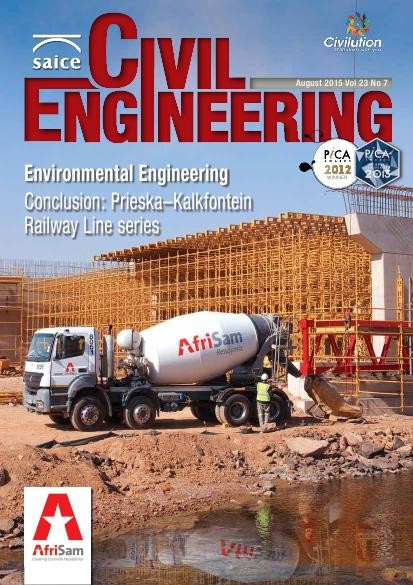 saice
CIVIL
ENGINEERING
Civilution
August 2015 Vol 23 No 7
PICA
2012
WINNER
PICA
2013
Environmental Engineering
Conclusion: Prieska–Kalkfontein
Railway Line series
AfriSam
Readymix
AfriSam
Creating Concrete Possibilities